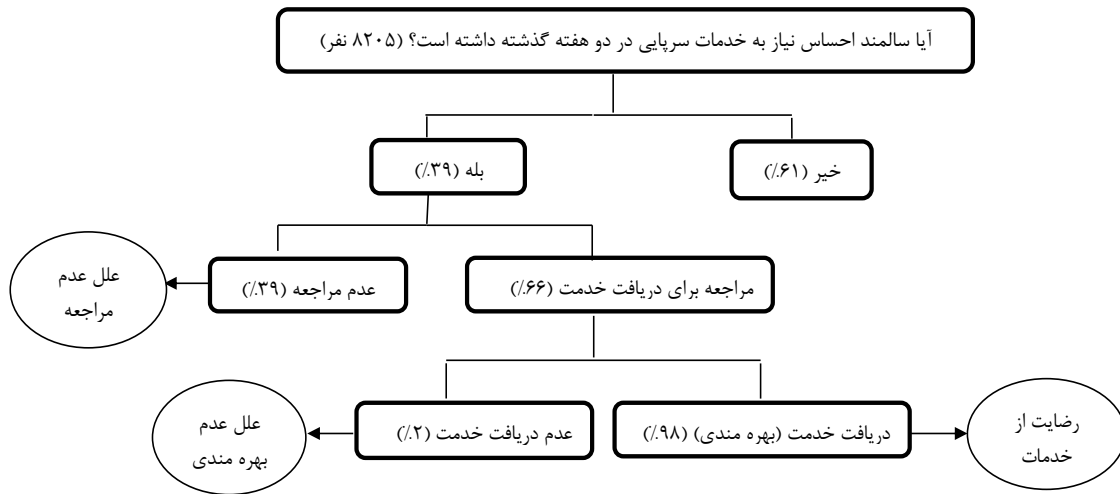 آیا سالمند احساس نیاز به خدمات سرپایی در دو هفته گذشته داشته است؟ (۸۲۰۵ نفر)
خیر (۶۱٪)
بله (۳۹٪)
مراجعه برای دریافت خدمت (۶۶٪)
عدم مراجعه (۳۹٪)
علل عدم
مراجعه
رضایت از
خدمات
دریافت خدمت (بهره مندی) (۹۸٪)
عدم دریافت خدمت (۲٪)
علل عدم
بهره مندی